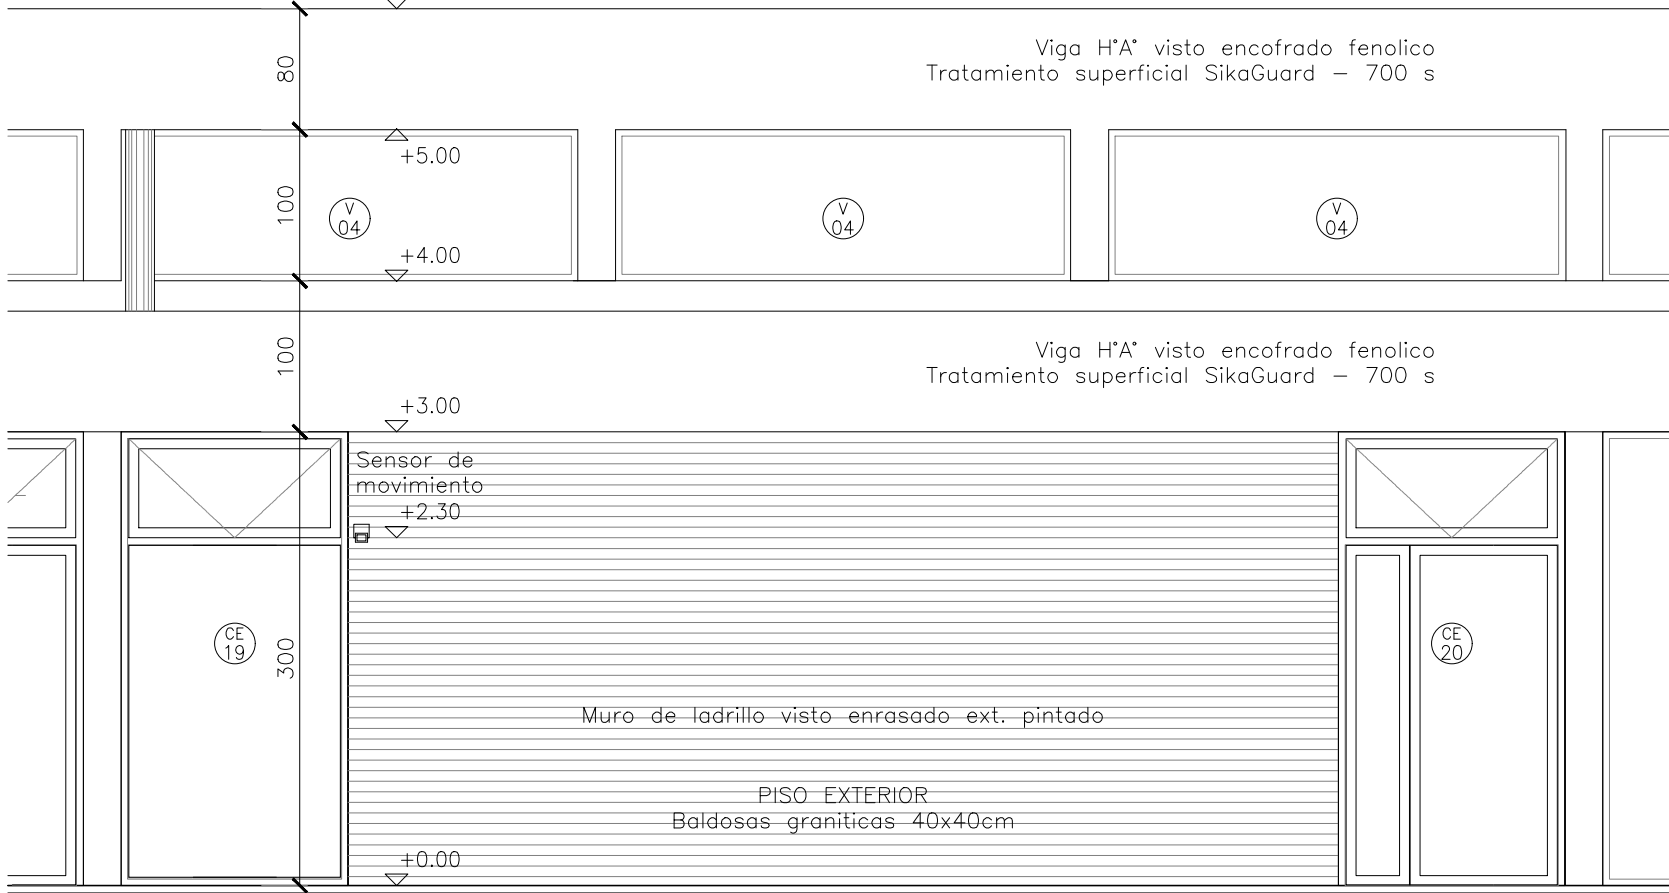 Viga H°A° visto encofrado fenolico
Tratamiento superficial SikaGuard – 700 s
80
+5.00
100
V
04
V
04
V
04
+4.00
Viga H°A° visto encofrado fenolico
Tratamiento superficial SikaGuard – 700 s
100
+3.00
Sensor de
movimiento
+2.30
CE
19
300
CE
20
Muro de ladrillo visto enrasado ext. pintado
PISO EXTERIOR
Baldosas graniticas 40x40cm
+0.00